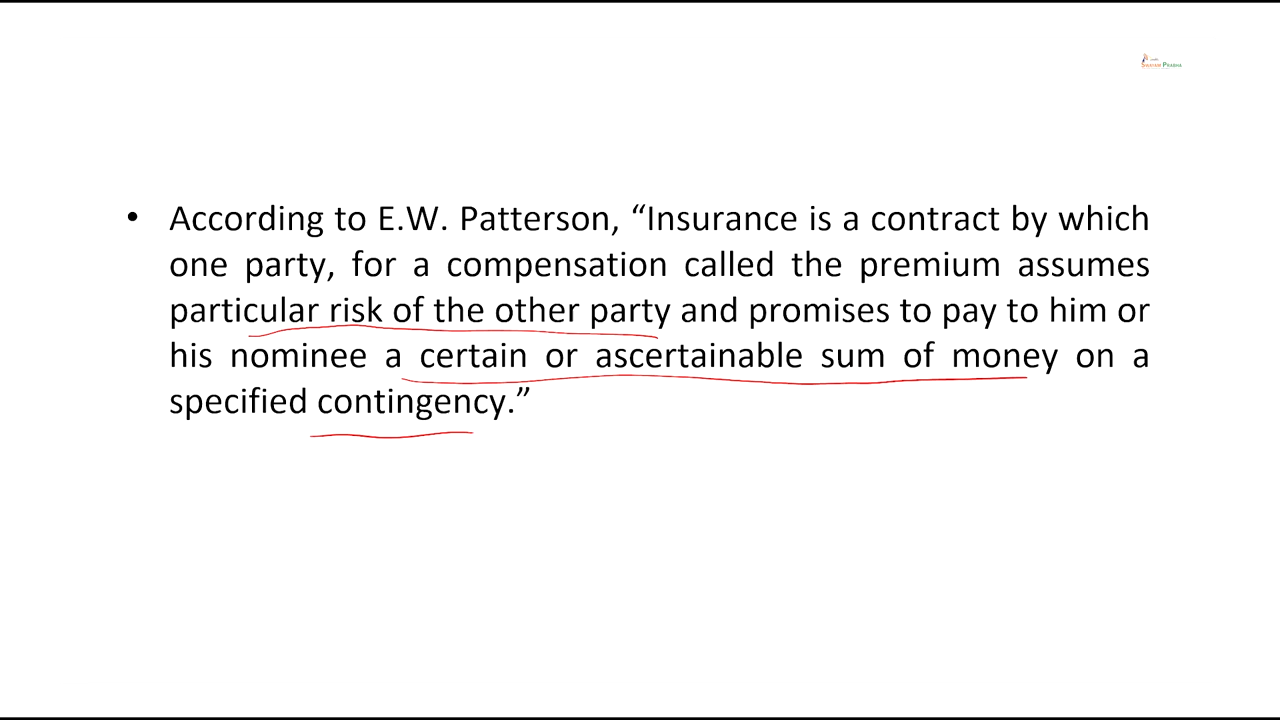 SWAYAM PRABHA
• According to E.W. Patterson, “Insurance is a contract by which
one party, for a compensation called the premium assumes
particular risk of the other party and promises to pay to him or
his nominee a certain or ascertainable sum of money on a
specified contingency.”